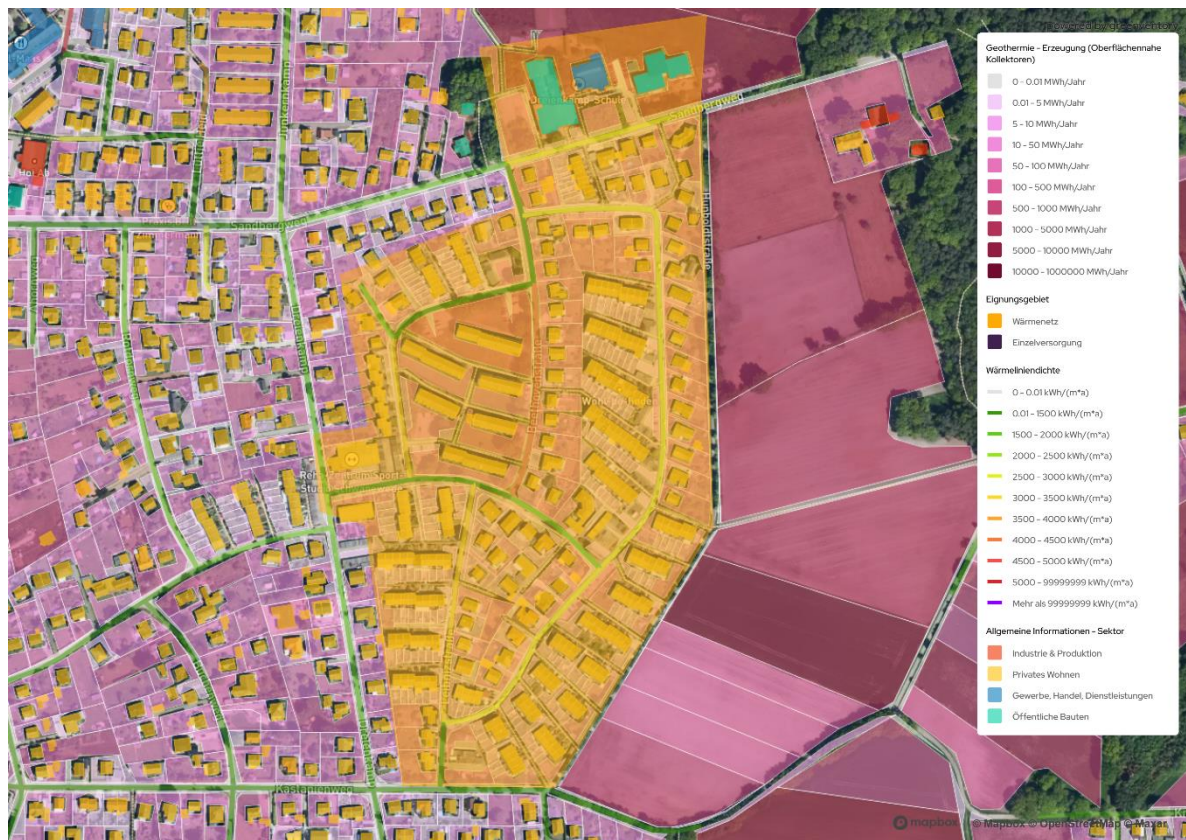 Geothermie - Erzeugung (Oberflächennahe
Kollektoren)
0 - 0.01 MWh/Jahr
0.01 - 5 MWh/Jahr
5 - 10 MWh/Jahr
10 - 50 MWh/Jahr
50 - 100 MWh/Jahr
100 - 500 MWh/Jahr
500 - 1000 MWh/Jahr
1000 - 5000 MWh/Jahr
5000 - 10000 MWh/Jahr
10000 - 1000000 MWh/Jahr
Eignungsgebiet
Wärmenetz
Einzelversorgung
Wärmeliniendichte
0 - 0.01 kWh/(m*a)
0.01 - 1500 kWh/(m*a)
1500 - 2000 kWh/(m*a)
2000 - 2500 kWh/(m*a)
2500 - 3000 kWh/(m*a)
3000 - 3500 kWh/(m*a)
3500 - 4000 kWh/(m*a)
4000 - 4500 kWh/(m*a)
4500 - 5000 kWh/(m*a)
5000 - 99999999 kWh/(m*a)
Mehr als 99999999 kWh/(m*a)
Allgemeine Informationen - Sektor
Industrie & Produktion
Privates Wohnen
Gewerbe, Handel, Dienstleistungen
Öffentliche Bauten
Sandbergweg
Sandbergweg
Humboldtstraße
Kastanienweg
mapbox
© Mapbox © OpenStreetMap © Maxar